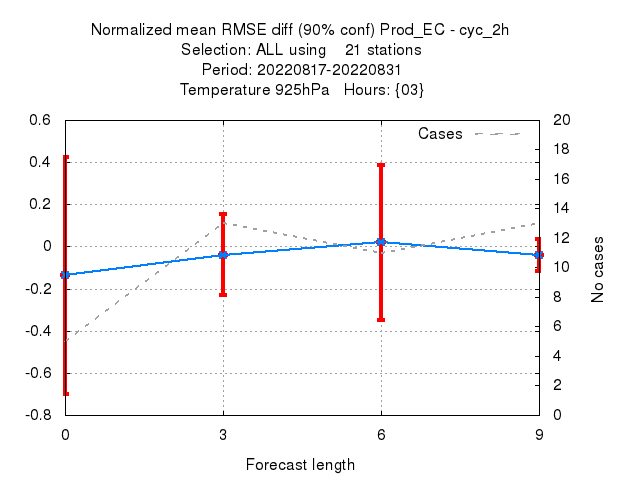 Normalized mean RMSE diff (90% conf) Prod_EC - cyc_2h
Selection: ALL using 21 stations
Period: 20220817-20220831
Temperature 925hPa Hours: {03}
Cases
0.6
0.4
0.2
0
-0.2
-0.4
-0.6
-0.8
20
18
16
14
12
10
8
6
4
2
0
No cases
0 3 6 9
Forecast length